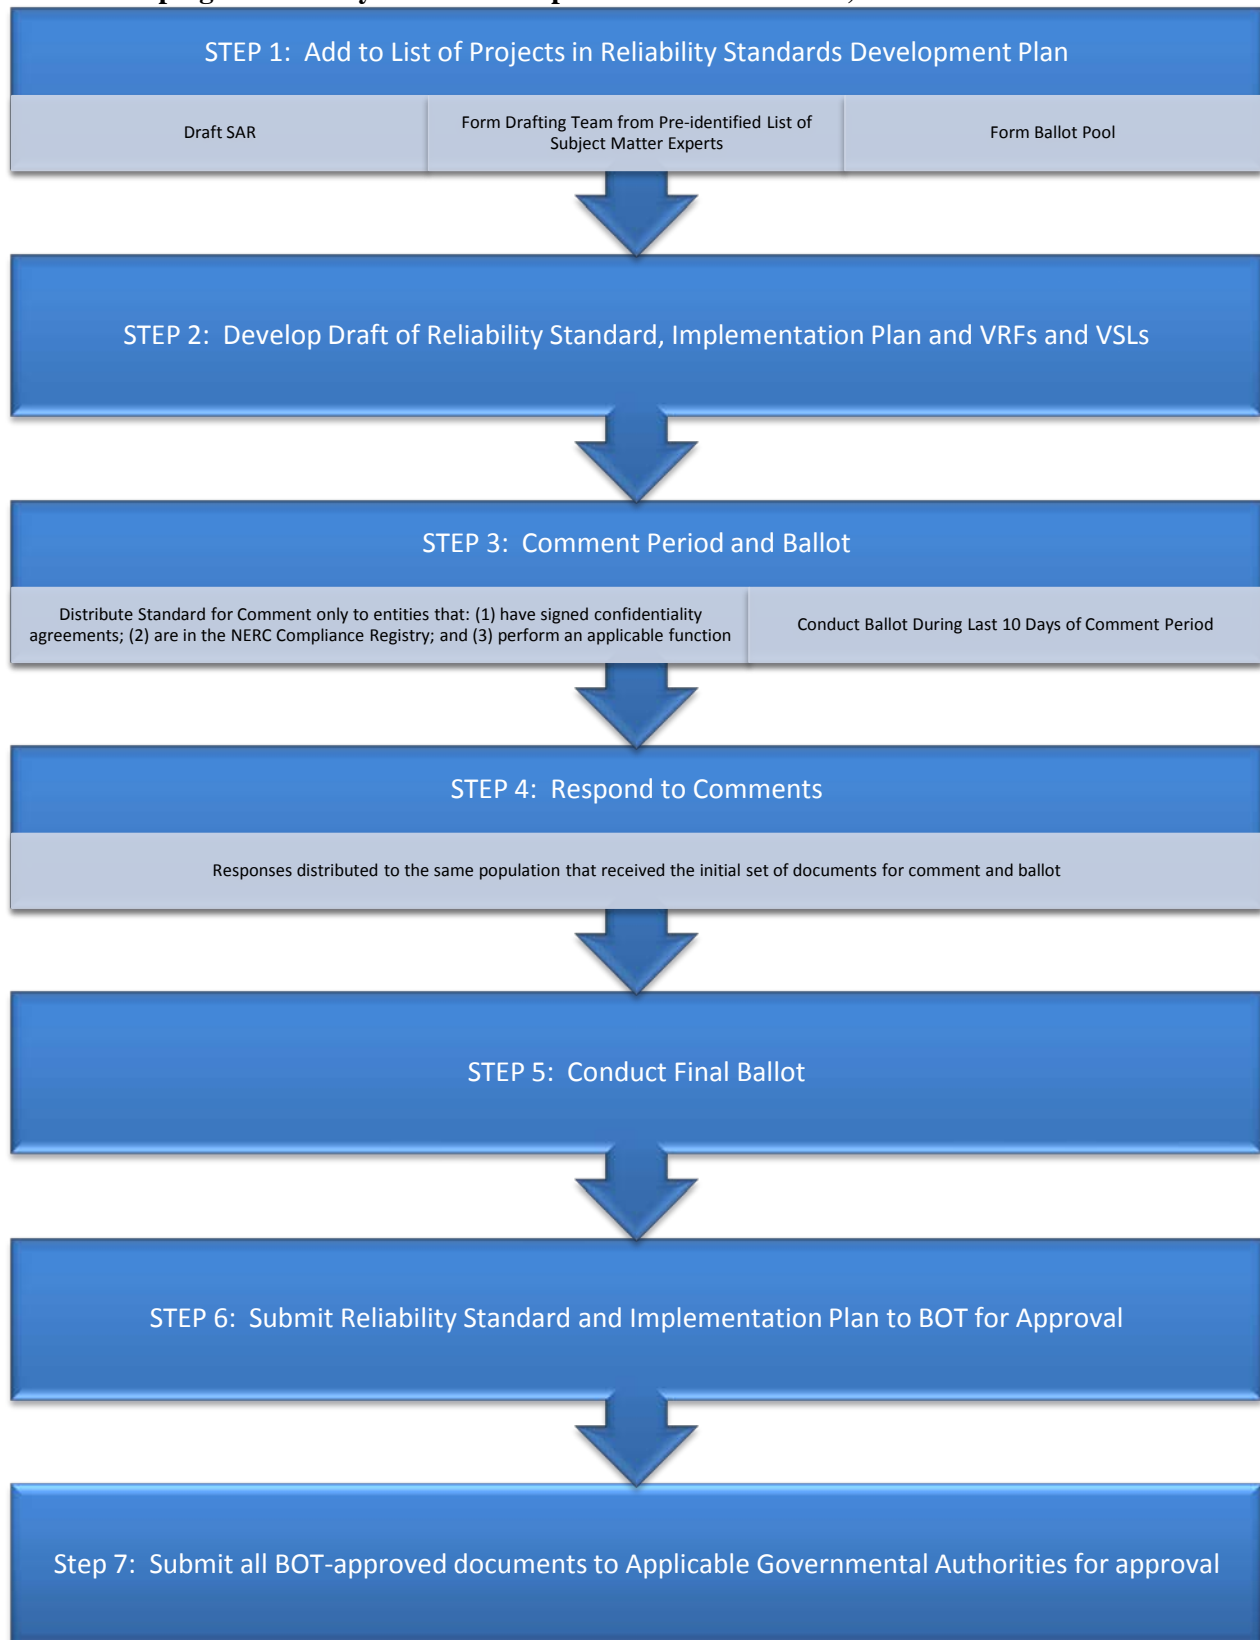 STEP 1: Add to List of Projects in Reliability Standards Development Plan
Draft SAR
Form Drafting Team from Pre-identified List of
Subject Matter Experts
Form Ballot Pool
STEP 2: Develop Draft of Reliability Standard, Implementation Plan and VRFs and VSLs
STEP 3: Comment Period and Ballot
Distribute Standard for Comment only to entities that: (1) have signed confidentiality
agreements; (2) are in the NERC Compliance Registry; and (3) perform an applicable function
Conduct Ballot During Last 10 Days of Comment Period
STEP 4: Respond to Comments
Responses distributed to the same population that received the initial set of documents for comment and ballot
STEP 5: Conduct Final Ballot
STEP 6: Submit Reliability Standard and Implementation Plan to BOT for Approval
Step 7: Submit all BOT-approved documents to Applicable Governmental Authorities for approval